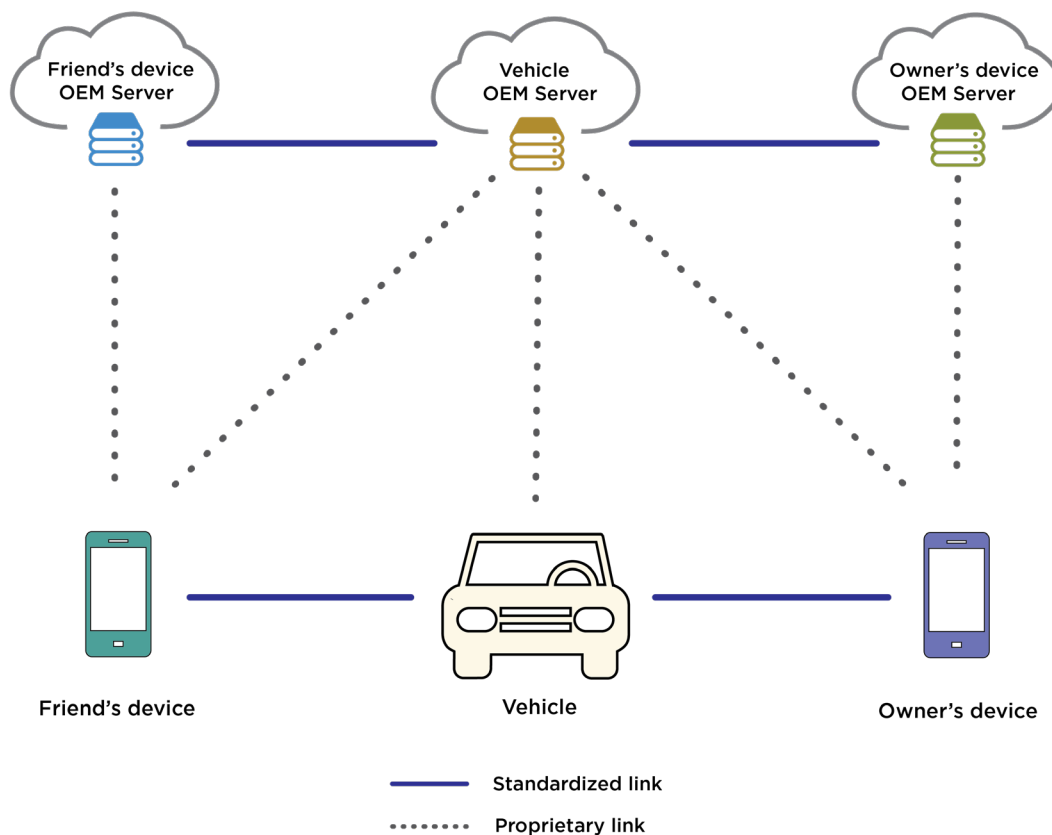 Friend's device
OEM Server
Vehicle
OEM Server
Owner's device
OEM Server
Friend's device
Vehicle
Owner's device
Standardized link
Proprietary link